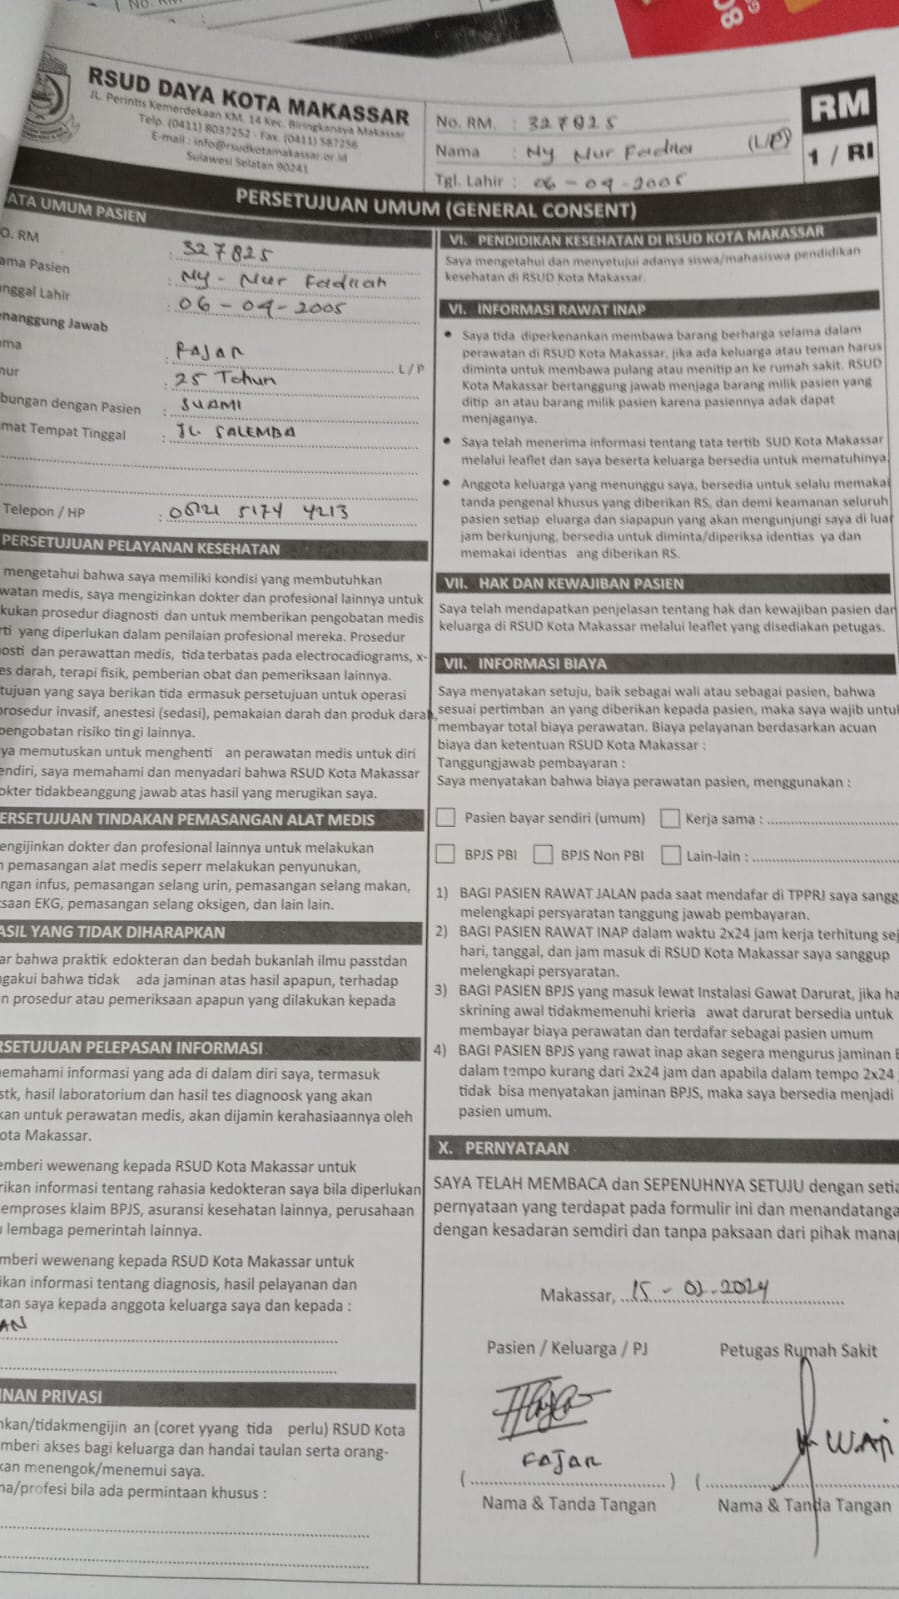 RSUD DAYA KOTA MAKASSAR
JL. Perintis Kemerdekaan KM. 14 Kec. Biringkanaya Makassar
Telp. (0411) 8037252 - Fax. (0411) 587256
E-mail : info@rsudkotamakassar.or.id
Sulawesi Selatan 90241
No. RM. : 327825
Nama : Ny Nur (L/P)
Tgl. Lahir : 06-09-2005
RM
1 / RI
PERSETUJUAN UMUM (GENERAL CONSENT)
ATA UMUM PASIEN
O. RM : 327825
ama Pasien : Ny. Nur
anggal Lahir : 06-09-2005
enanggung Jawab
ama : FAJAR L/P
mur : 25 Tahun
bungan dengan Pasien : SUAMI
mat Tempat Tinggal : JL. SALEMBA
Telepon / HP : 5174 4213
PERSETUJUAN PELAYANAN KESEHATAN
mengetahui bahwa saya memiliki kondisi yang membutuhkan
watan medis, saya mengizinkan dokter dan profesional lainnya untuk
kukan prosedur diagnosti dan untuk memberikan pengobatan medis
rti yang diperlukan dalam penilaian profesional mereka. Prosedur
osti dan perawattan medis, tida terbatas pada electrocadiograms, x-
es darah, terapi fisik, pemberian obat dan pemeriksaan lainnya.
tujuan yang saya berikan tida ermasuk persetujuan untuk operasi
prosedur invasif, anestesi (sedasi), pemakaian darah dan produk darah,
pengobatan risiko tin gi lainnya.
ya memutuskan untuk menghenti an perawatan medis untuk diri
endiri, saya memahami dan menyadari bahwa RSUD Kota Makassar
okter tidakbeanggung jawab atas hasil yang merugikan saya.
ERSETUJUAN TINDAKAN PEMASANGAN ALAT MEDIS
engijinkan dokter dan profesional lainnya untuk melakukan
n pemasangan alat medis seperr melakukan penyunukan,
ngan infus, pemasangan selang urin, pemasangan selang makan,
saan EKG, pemasangan selang oksigen, dan lain lain.
ASIL YANG TIDAK DIHARAPKAN
ar bahwa praktik edokteran dan bedah bukanlah ilmu passtdan
ngakui bahwa tidak ada jaminan atas hasil apapun, terhadap
n prosedur atau pemeriksaan apapun yang dilakukan kepada
RSETUJUAN PELEPASAN INFORMASI
emahami informasi yang ada di dalam diri saya, termasuk
stk, hasil laboratorium dan hasil tes diagnoosk yang akan
kan untuk perawatan medis, akan dijamin kerahasiaannya oleh
ota Makassar.
emberi wewenang kepada RSUD Kota Makassar untuk
rikan informasi tentang rahasia kedokteran saya bila diperlukan
emproses klaim BPJS, asuransi kesehatan lainnya, perusahaan
u lembaga pemerintah lainnya.
mberi wewenang kepada RSUD Kota Makassar untuk
ikan informasi tentang diagnosis, hasil pelayanan dan
tan saya kepada anggota keluarga saya dan kepada :
AN
NAN PRIVASI
nkan/tidakmengijin an (coret yyang tida perlu) RSUD Kota
mberi akses bagi keluarga dan handai taulan serta orang-
kan menengok/menemui saya.
na/profesi bila ada permintaan khusus :
VI. PENDIDIKAN KESEHATAN DI RSUD KOTA MAKASSAR
Saya mengetahui dan menyetujui adanya siswa/mahasiswa pendidikan
kesehatan di RSUD Kota Makassar.
VI. INFORMASI RAWAT INAP
• Saya tida diperkenankan membawa barang berharga selama dalam
perawatan di RSUD Kota Makassar, jika ada keluarga atau teman harus
diminta untuk membawa pulang atau menitip an ke rumah sakit. RSUD
Kota Makassar bertanggung jawab menjaga barang milik pasien yang
ditip an atau barang milik pasien karena pasiennya adak dapat
menjaganya.
• Saya telah menerima informasi tentang tata tertib SUD Kota Makassar
melalui leaflet dan saya beserta keluarga bersedia untuk mematuhinya
• Anggota keluarga yang menunggu saya, bersedia untuk selalu memakai
tanda pengenal khusus yang diberikan RS, dan demi keamanan seluruh
pasien setiap eluarga dan siapapun yang akan mengunjungi saya di luar
jam berkunjung, bersedia untuk diminta/diperiksa identias ya dan
memakai identias ang diberikan RS.
VII. HAK DAN KEWAJIBAN PASIEN
Saya telah mendapatkan penjelasan tentang hak dan kewajiban pasien dan
keluarga di RSUD Kota Makassar melalui leaflet yang disediakan petugas.
VII. INFORMASI BIAYA
Saya menyatakan setuju, baik sebagai wali atau sebagai pasien, bahwa
sesuai pertimban an yang diberikan kepada pasien, maka saya wajib untu
membayar total biaya perawatan. Biaya pelayanan berdasarkan acuan
biaya dan ketentuan RSUD Kota Makassar :
Tanggungjawab pembayaran :
Saya menyatakan bahwa biaya perawatan pasien, menggunakan :
Pasien bayar sendiri (umum) Kerja sama :
BPJS PBI BPJS Non PBI Lain-lain :
1) BAGI PASIEN RAWAT JALAN pada saat mendafar di TPPRJ saya sangg
melengkapi persyaratan tanggung jawab pembayaran.
2) BAGI PASIEN RAWAT INAP dalam waktu 2x24 jam kerja terhitung sej
hari, tanggal, dan jam masuk di RSUD Kota Makassar saya sanggup
melengkapi persyaratan.
3) BAGI PASIEN BPJS yang masuk lewat Instalasi Gawat Darurat, jika ha
skrining awal tidakmemenuhi krieria awat darurat bersedia untuk
membayar biaya perawatan dan terdafar sebagai pasien umum
4) BAGI PASIEN BPJS yang rawat inap akan segera mengurus jaminan B
dalam tempo kurang dari 2x24 jam dan apabila dalam tempo 2x24
tidak bisa menyatakan jaminan BPJS, maka saya bersedia menjadi
pasien umum.
X. PERNYATAAN
SAYA TELAH MEMBACA dan SEPENUHNYA SETUJU dengan setia
pernyataan yang terdapat pada formulir ini dan menandatanga
dengan kesadaran semdiri dan tanpa paksaan dari pihak mana
Makassar, 15 - 02 - 2024
Pasien / Keluarga / PJ Petugas Rumah Sakit
FAJAR
Nama & Tanda Tangan Nama & Tanda Tangan